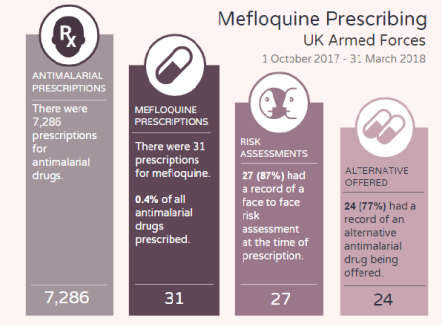 Mefloquine Prescribing
UK Armed Forces
1 October 2017 - 31 March 2018
Rx
ANTIMALARIAL
PRESCRIPTIONS
There were
7,286
prescriptions
for
antimalarial
drugs.
7,286
MEFLOQUINE
PRESCRIPTIONS
There were 31
prescriptions
for mefloquine.
0.4% of all
antimalarial
drugs
prescribed.
31
RISK
ASSESSMENTS
27 (87%) had
a record of a
face to face
risk
assessment
at the time of
prescription.
27
ALTERNATIVE
OFFERED
24 (77%) had a
record of an
alternative
antimalarial
drug being
offered.
24